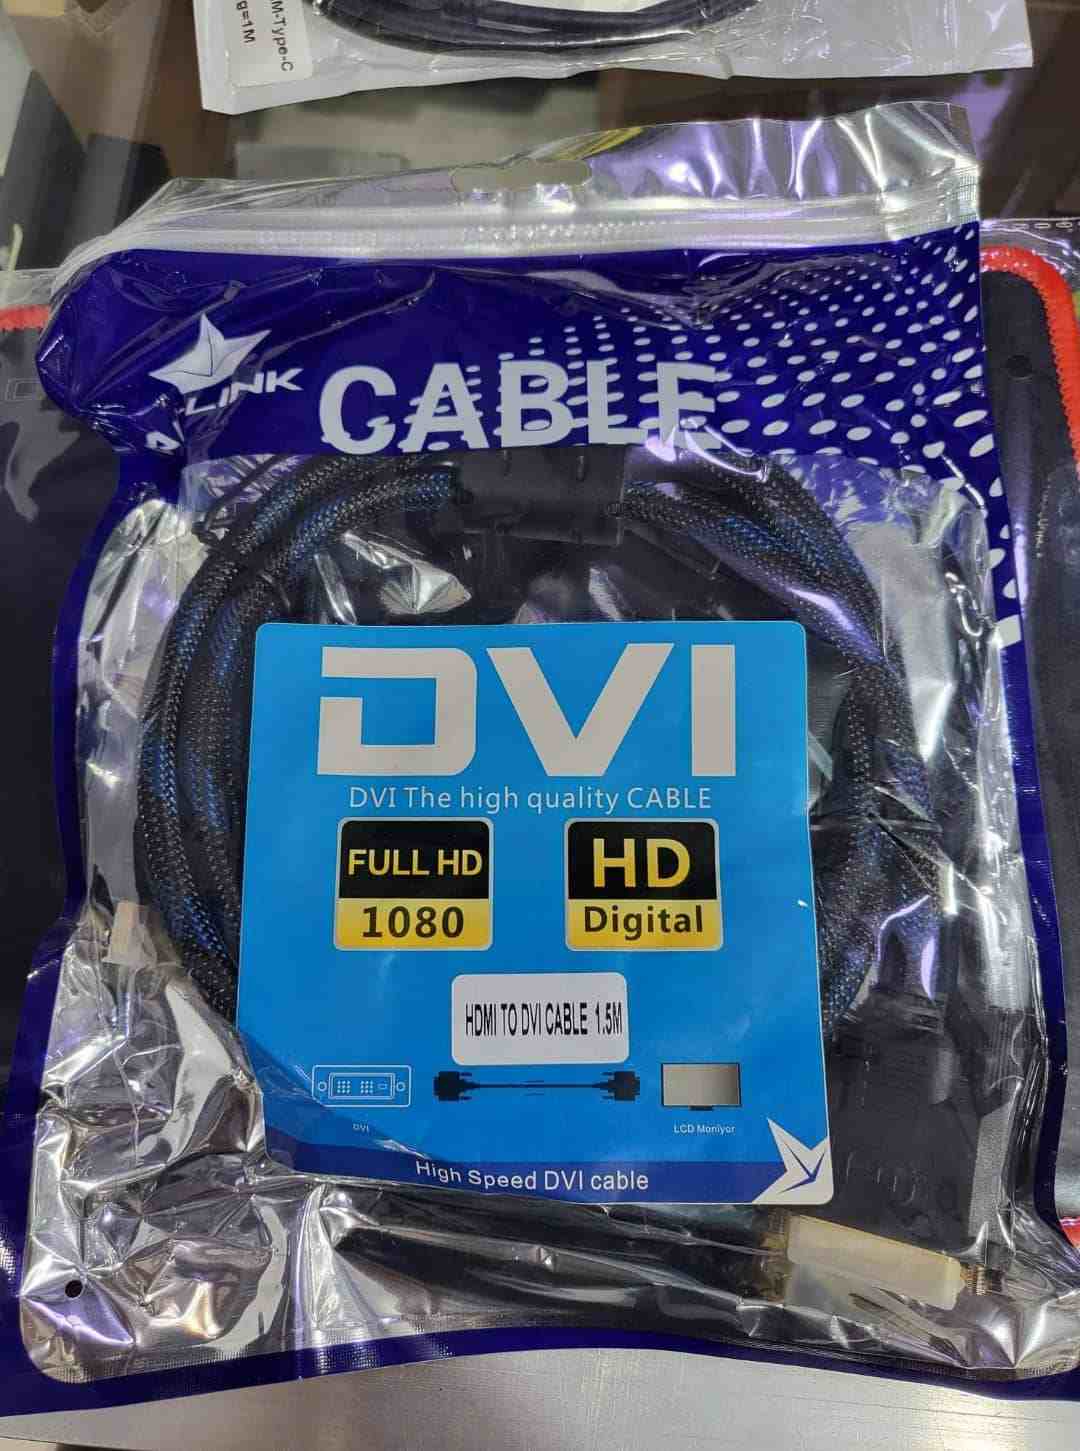 M-Type-C
g=1M
LINK
CABLE
DVI
DVI The high quality CABLE
FULL HD
1080
HD
Digital
HDMI TO DVI CABLE 1.5M
DVI
LCD Moniyor
High Speed DVI cable